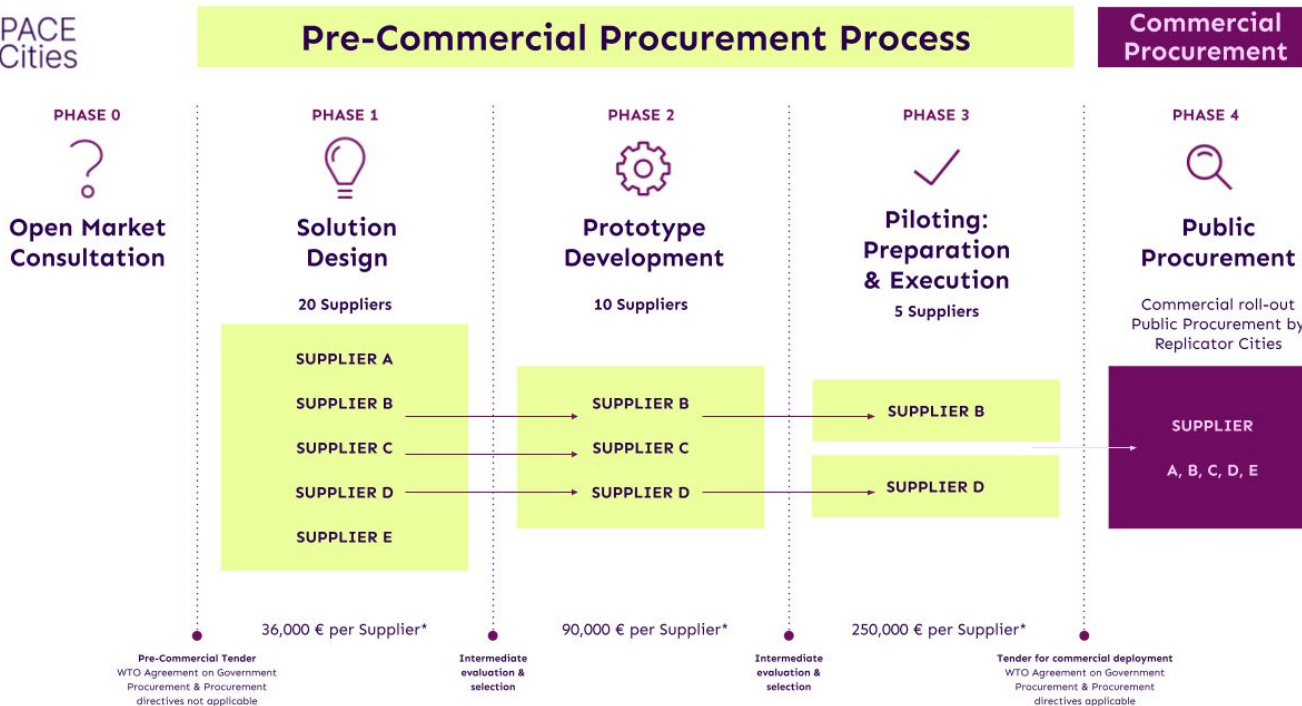 PACE
Cities
Pre-Commercial Procurement Process
Commercial
Procurement
PHASE 0
Open Market
Consultation
PHASE 1
Solution
Design
20 Suppliers
SUPPLIER A
SUPPLIER B
SUPPLIER C
SUPPLIER D
SUPPLIER E
36,000 € per Supplier*
PHASE 2
Prototype
Development
10 Suppliers
SUPPLIER B
SUPPLIER C
SUPPLIER D
90,000 € per Supplier*
PHASE 3
Piloting:
Preparation
& Execution
5 Suppliers
SUPPLIER B
SUPPLIER D
250,000 € per Supplier*
PHASE 4
Public
Procurement
Commercial roll-out
Public Procurement by
Replicator Cities
SUPPLIER
A, B, C, D, E
Pre-Commercial Tender
WTO Agreement on Government
Procurement & Procurement
directives not applicable
Intermediate
evaluation &
selection
Intermediate
evaluation &
selection
Tender for commercial deployment
WTO Agreement on Government
Procurement & Procurement
directives applicable